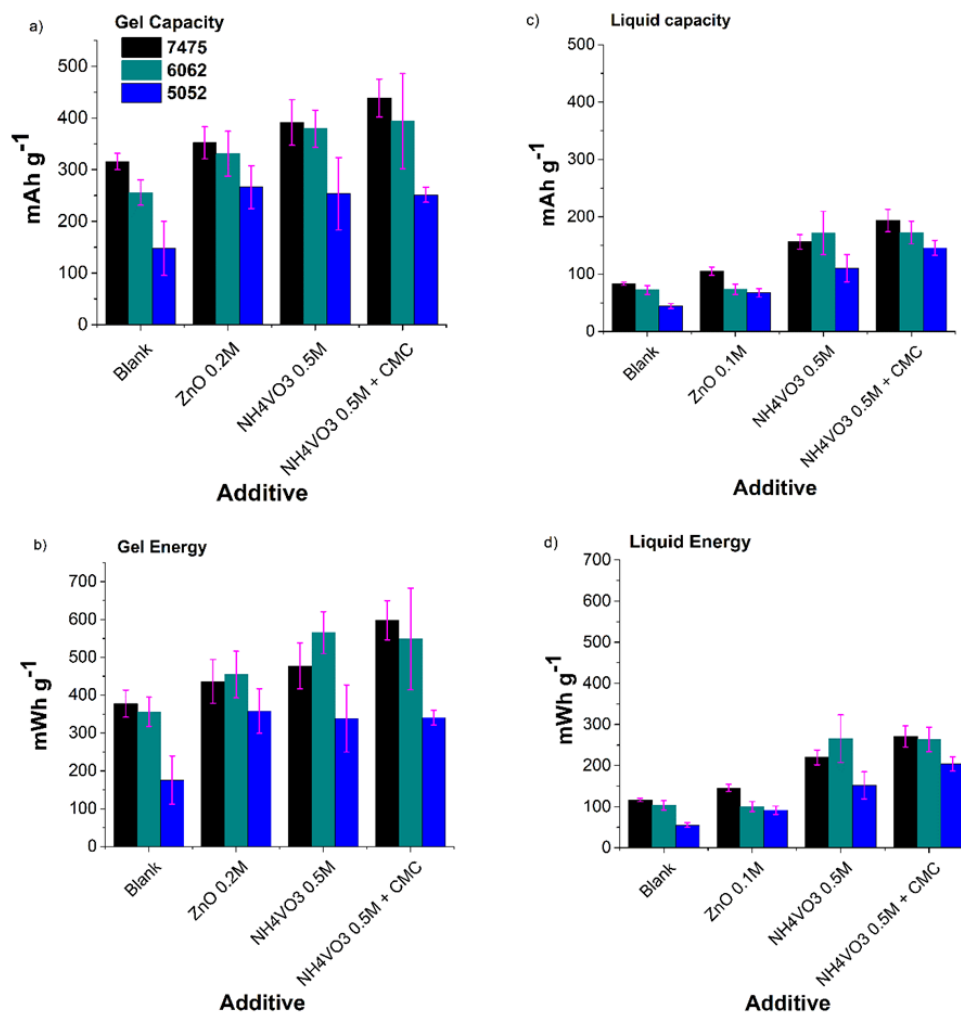 a)
Gel Capacity
7475
6062
5052
500
400
300
200
100
0
mAh g-1
Blank
ZnO 0.2M
NH4VO3 0.5M
NH4VO3 0.5M + CMC
Additive
c)
Liquid capacity
500
400
300
200
100
0
mAh g-1
Blank
ZnO 0.1M
NH4VO3 0.5M
NH4VO3 0.5M + CMC
Additive
b)
Gel Energy
700
600
500
400
300
200
100
0
mWh g-1
Blank
ZnO 0.2M
NH4VO3 0.5M
NH4VO3 0.5M + CMC
Additive
d)
Liquid Energy
700
600
500
400
300
200
100
0
mWh g-1
Blank
ZnO 0.1M
NH4VO3 0.5M
NH4VO3 0.5M + CMC
Additive